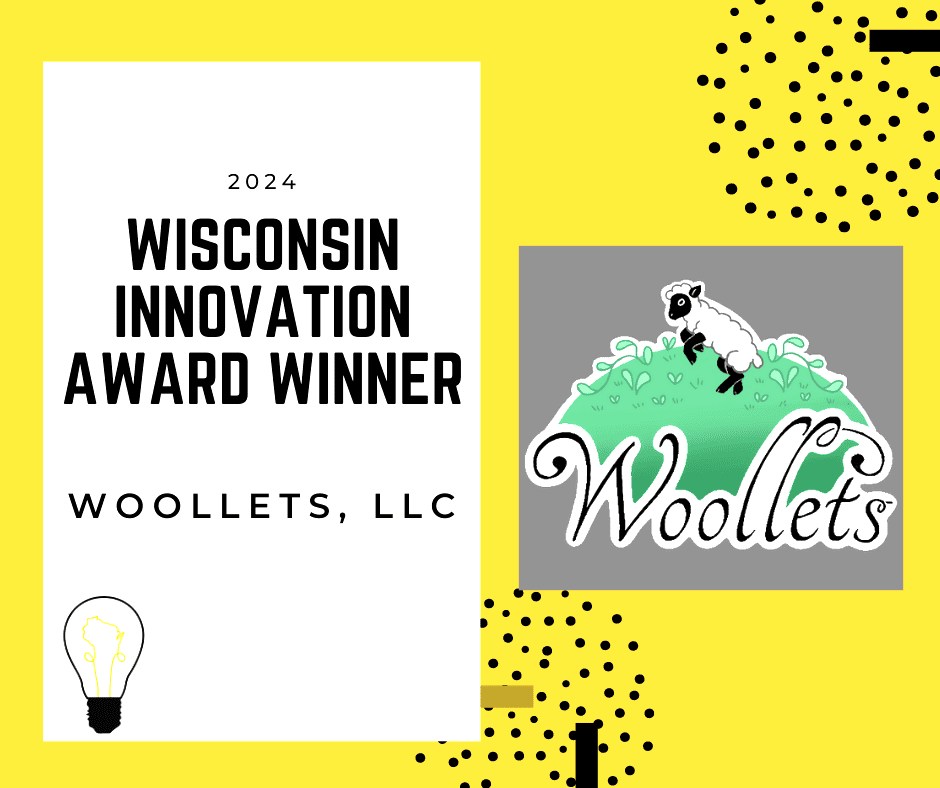 2024
WISCONSIN
INNOVATION
AWARD WINNER
WOOLLETS, LLC
Woollets